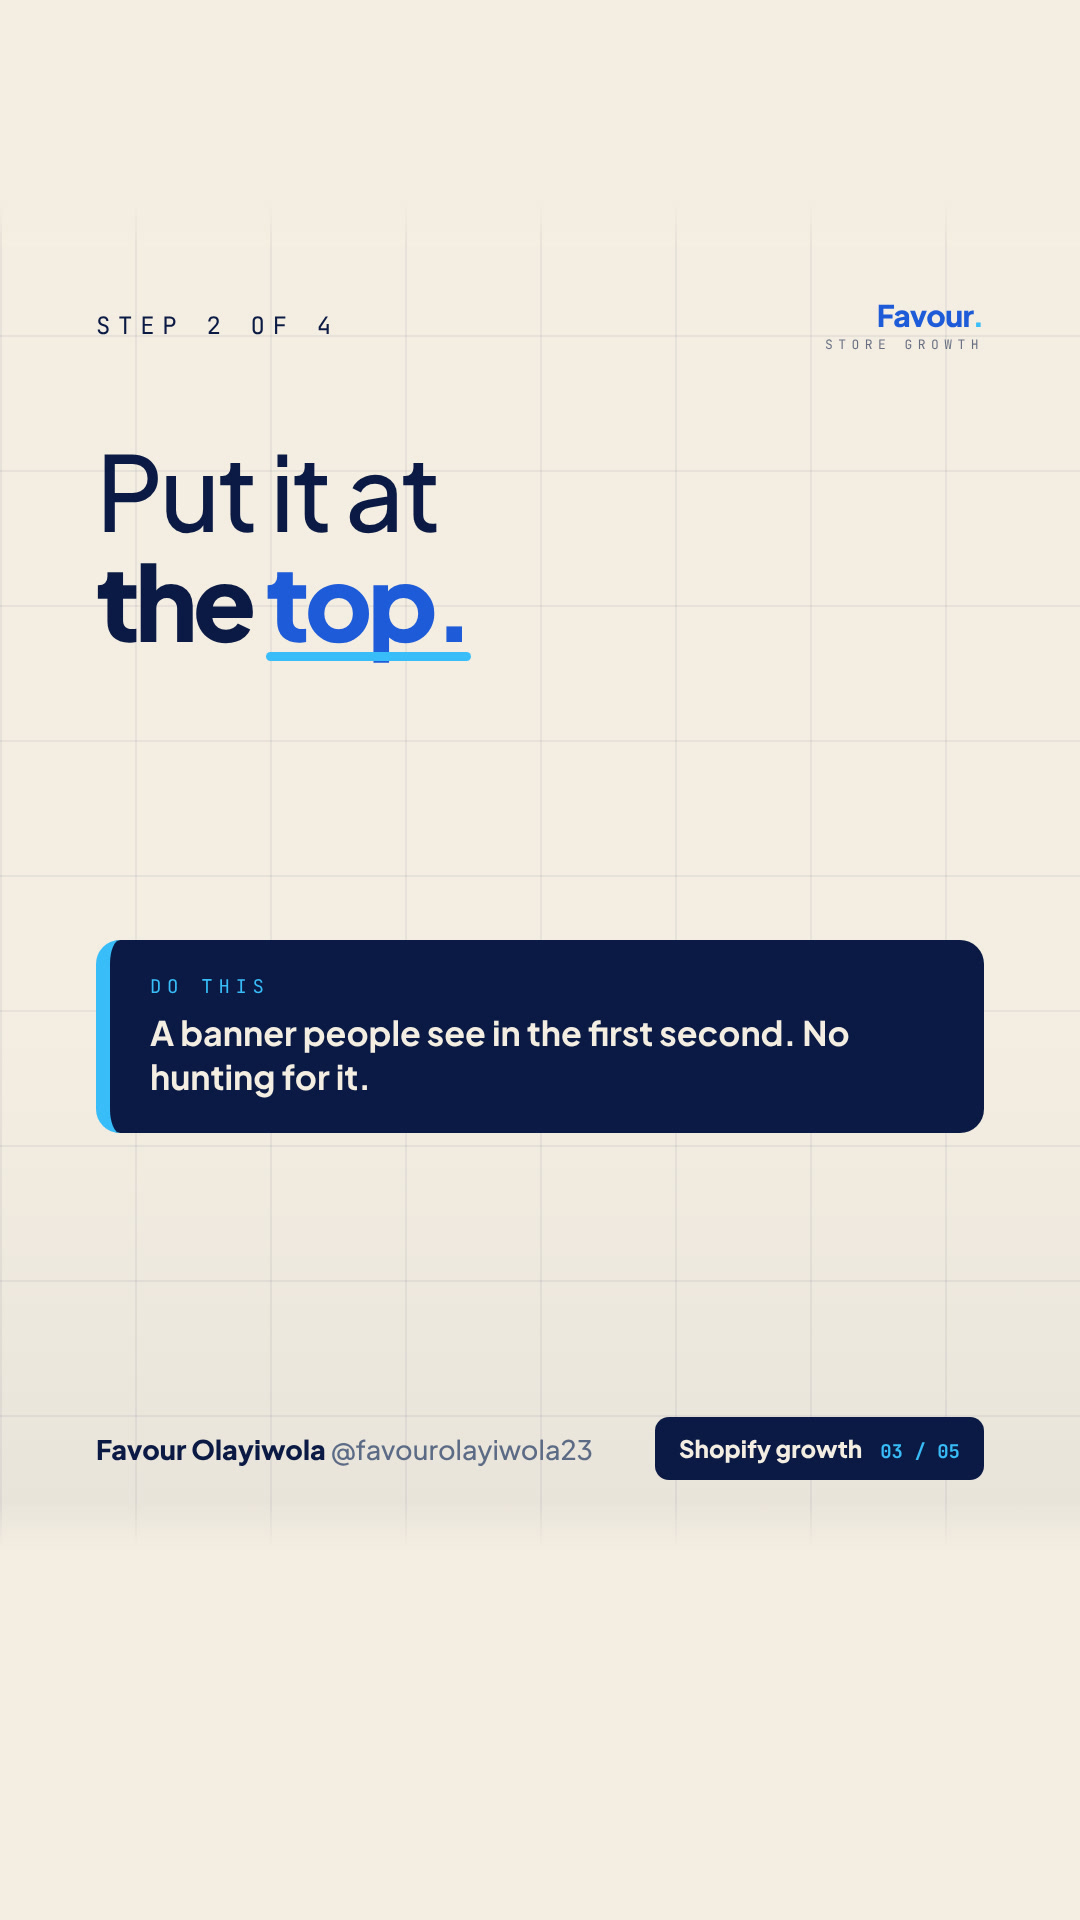 STEP 2 OF 4
Favour.
STORE GROWTH
Put it at
the top.
DO THIS
A banner people see in the first second. No
hunting for it.
Favour Olayiwola @favourolayiwola23
Shopify growth 03 / 05